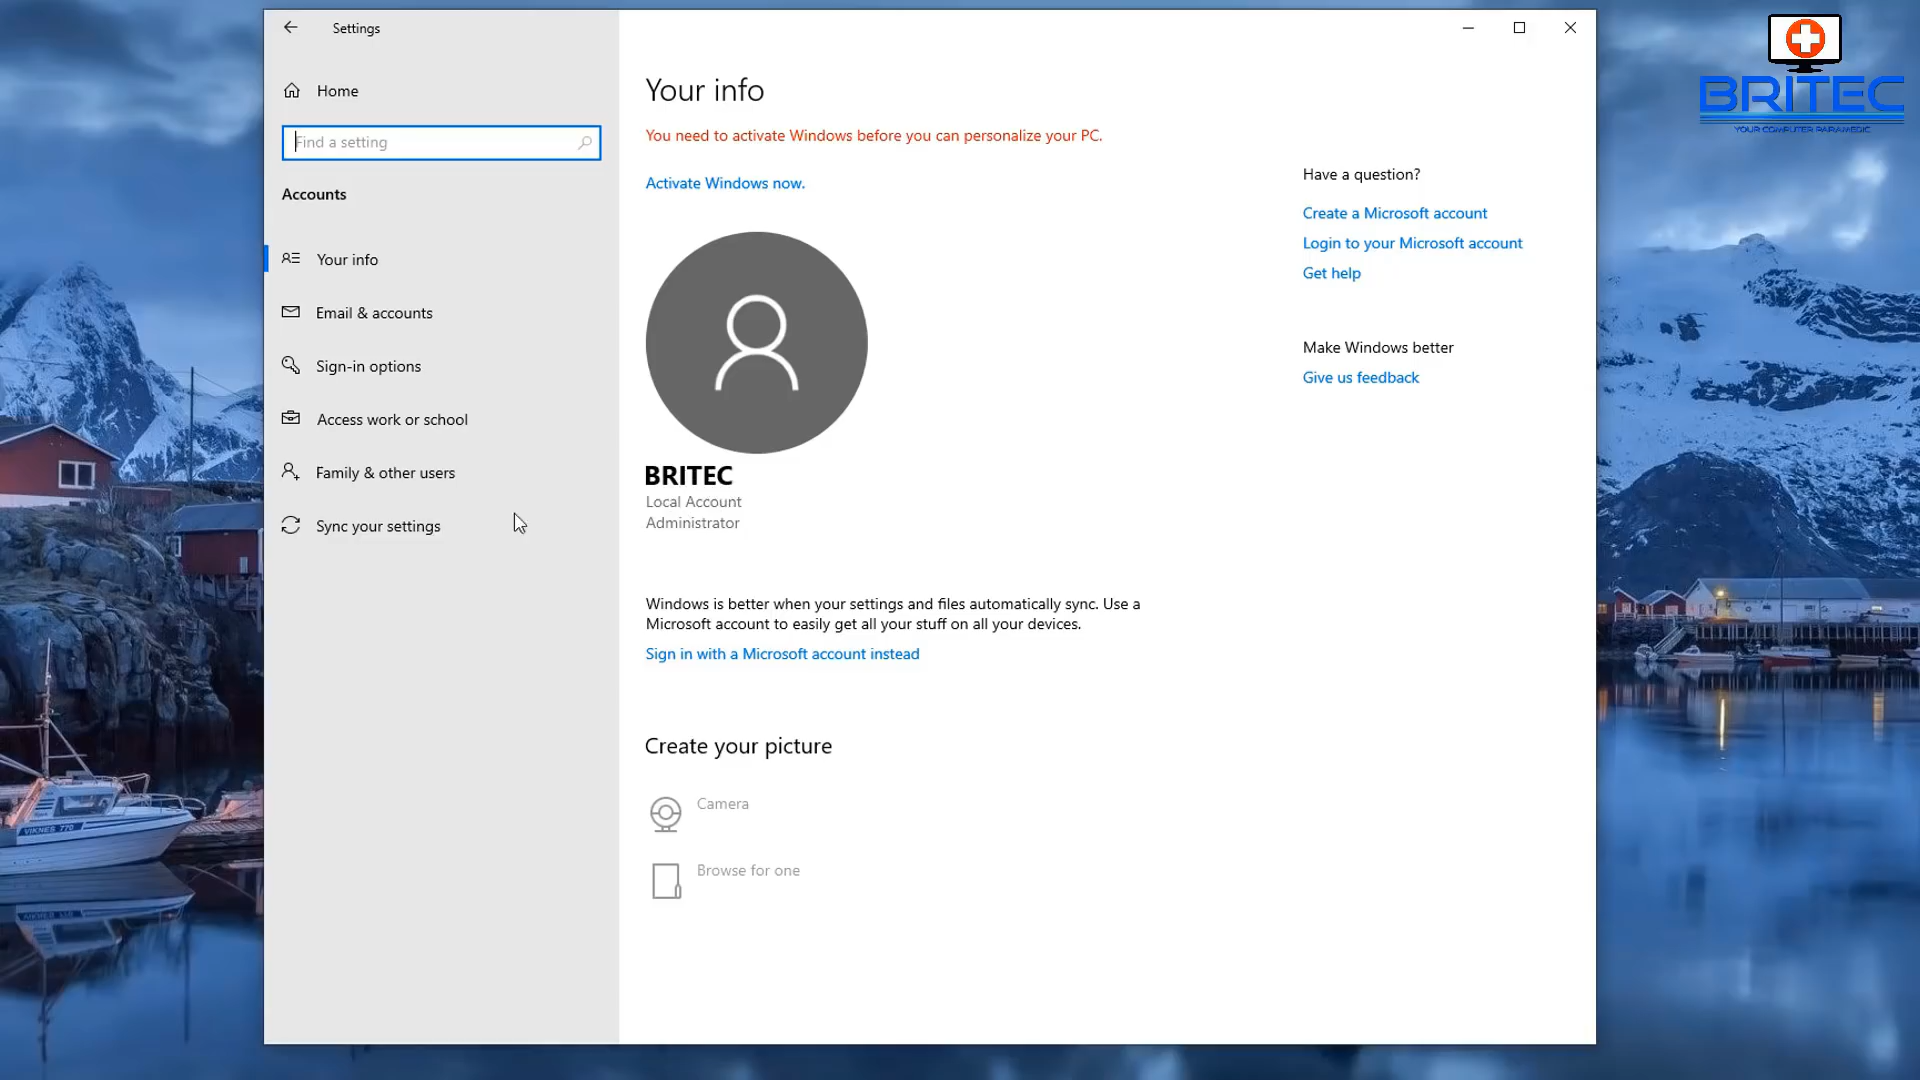 Settings
Home
Find a setting
Accounts
Your info
Email & accounts
Sign-in options
Access work or school
Family & other users
Sync your settings
Your info
You need to activate Windows before you can personalize your PC.
Activate Windows now.
BRITEC
Local Account
Administrator
Windows is better when your settings and files automatically sync. Use a
Microsoft account to easily get all your stuff on all your devices.
Sign in with a Microsoft account instead
Create your picture
Camera
Browse for one
Have a question?
Create a Microsoft account
Login to your Microsoft account
Get help
Make Windows better
Give us feedback
BRITEC
YOUR COMPUTER PARAMEDIC
VIKNES 770